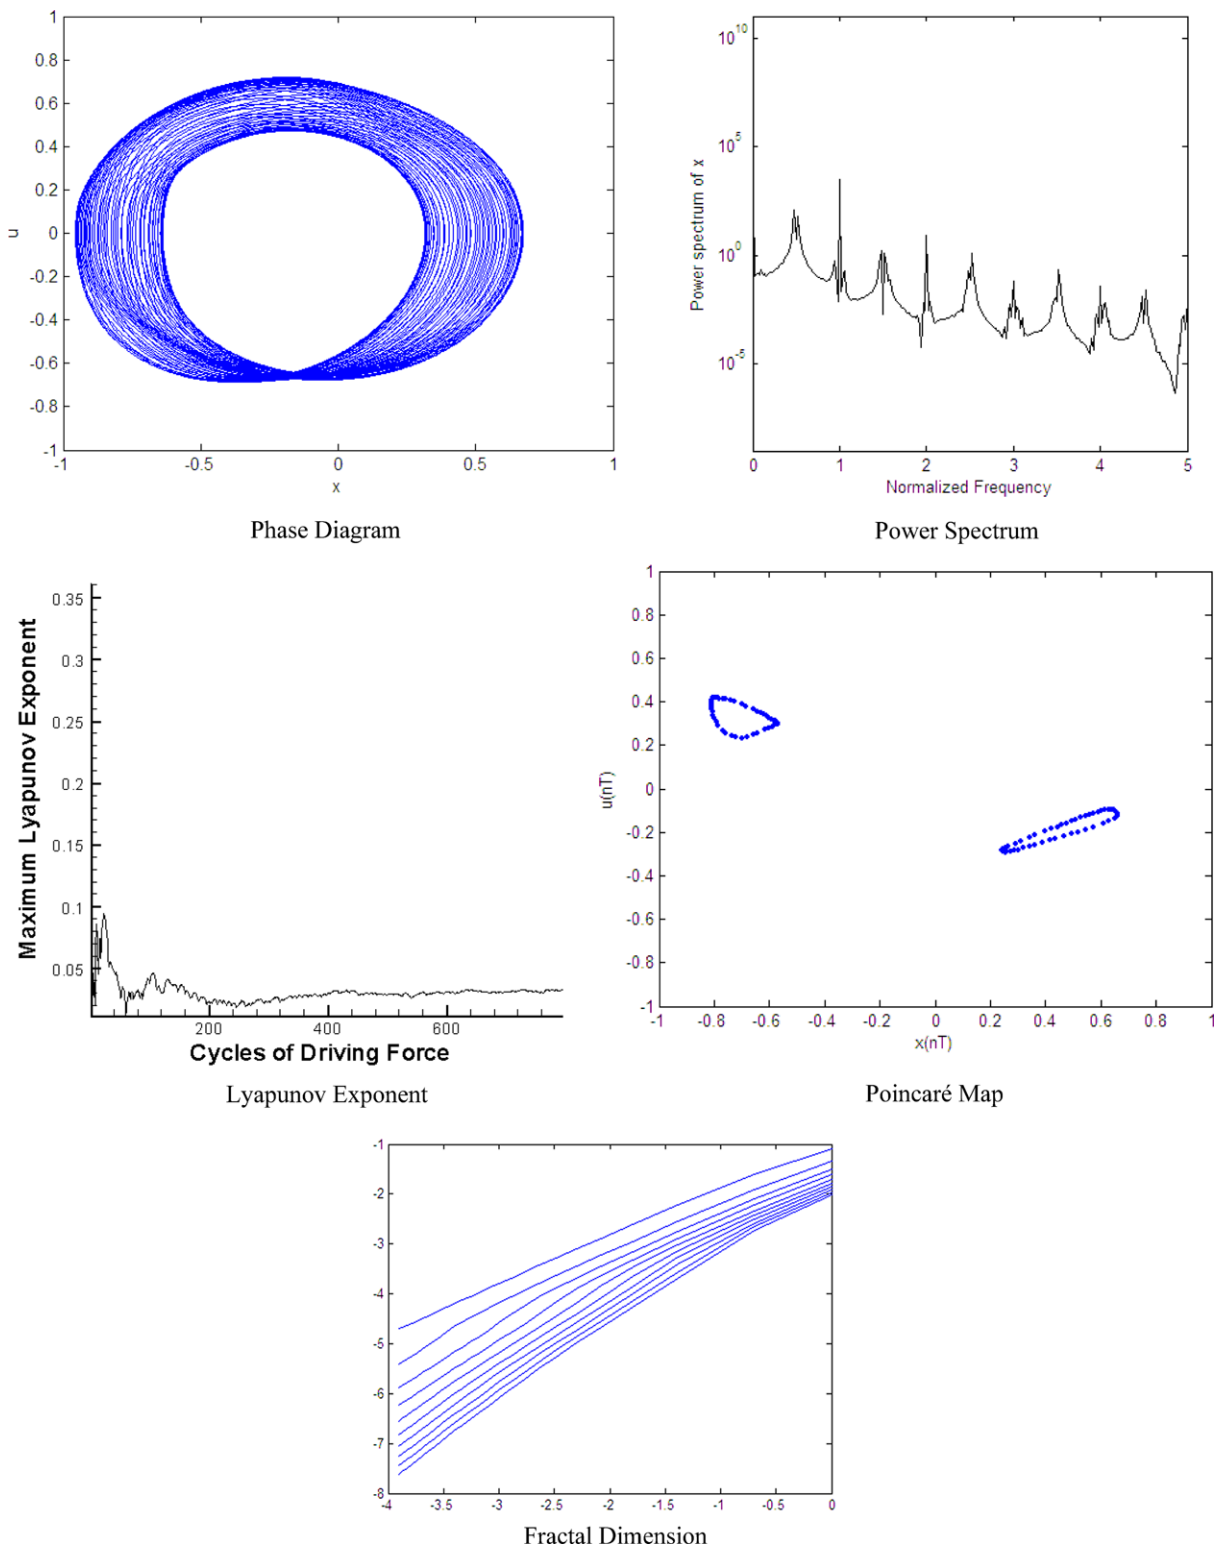 1
0.8
0.6
0.4
0.2
0
-0.2
-0.4
-0.6
-0.8
-1
u
-1 -0.5 0 0.5 1
x
Phase Diagram
10^10
10^5
10^0
10^-5
Power spectrum of x
0 1 2 3 4 5
Normalized Frequency
Power Spectrum
0.35
0.3
0.25
0.2
0.15
0.1
0.05
Maximum Lyapunov Exponent
200 400 600
Cycles of Driving Force
Lyapunov Exponent
1
0.8
0.6
0.4
0.2
0
-0.2
-0.4
-0.6
-0.8
-1
u(nT)
-1 -0.8 -0.6 -0.4 -0.2 0 0.2 0.4 0.6 0.8 1
x(nT)
Poincaré Map
-1
-2
-3
-4
-5
-6
-7
-8
-4 -3.5 -3 -2.5 -2 -1.5 -1 -0.5 0
Fractal Dimension